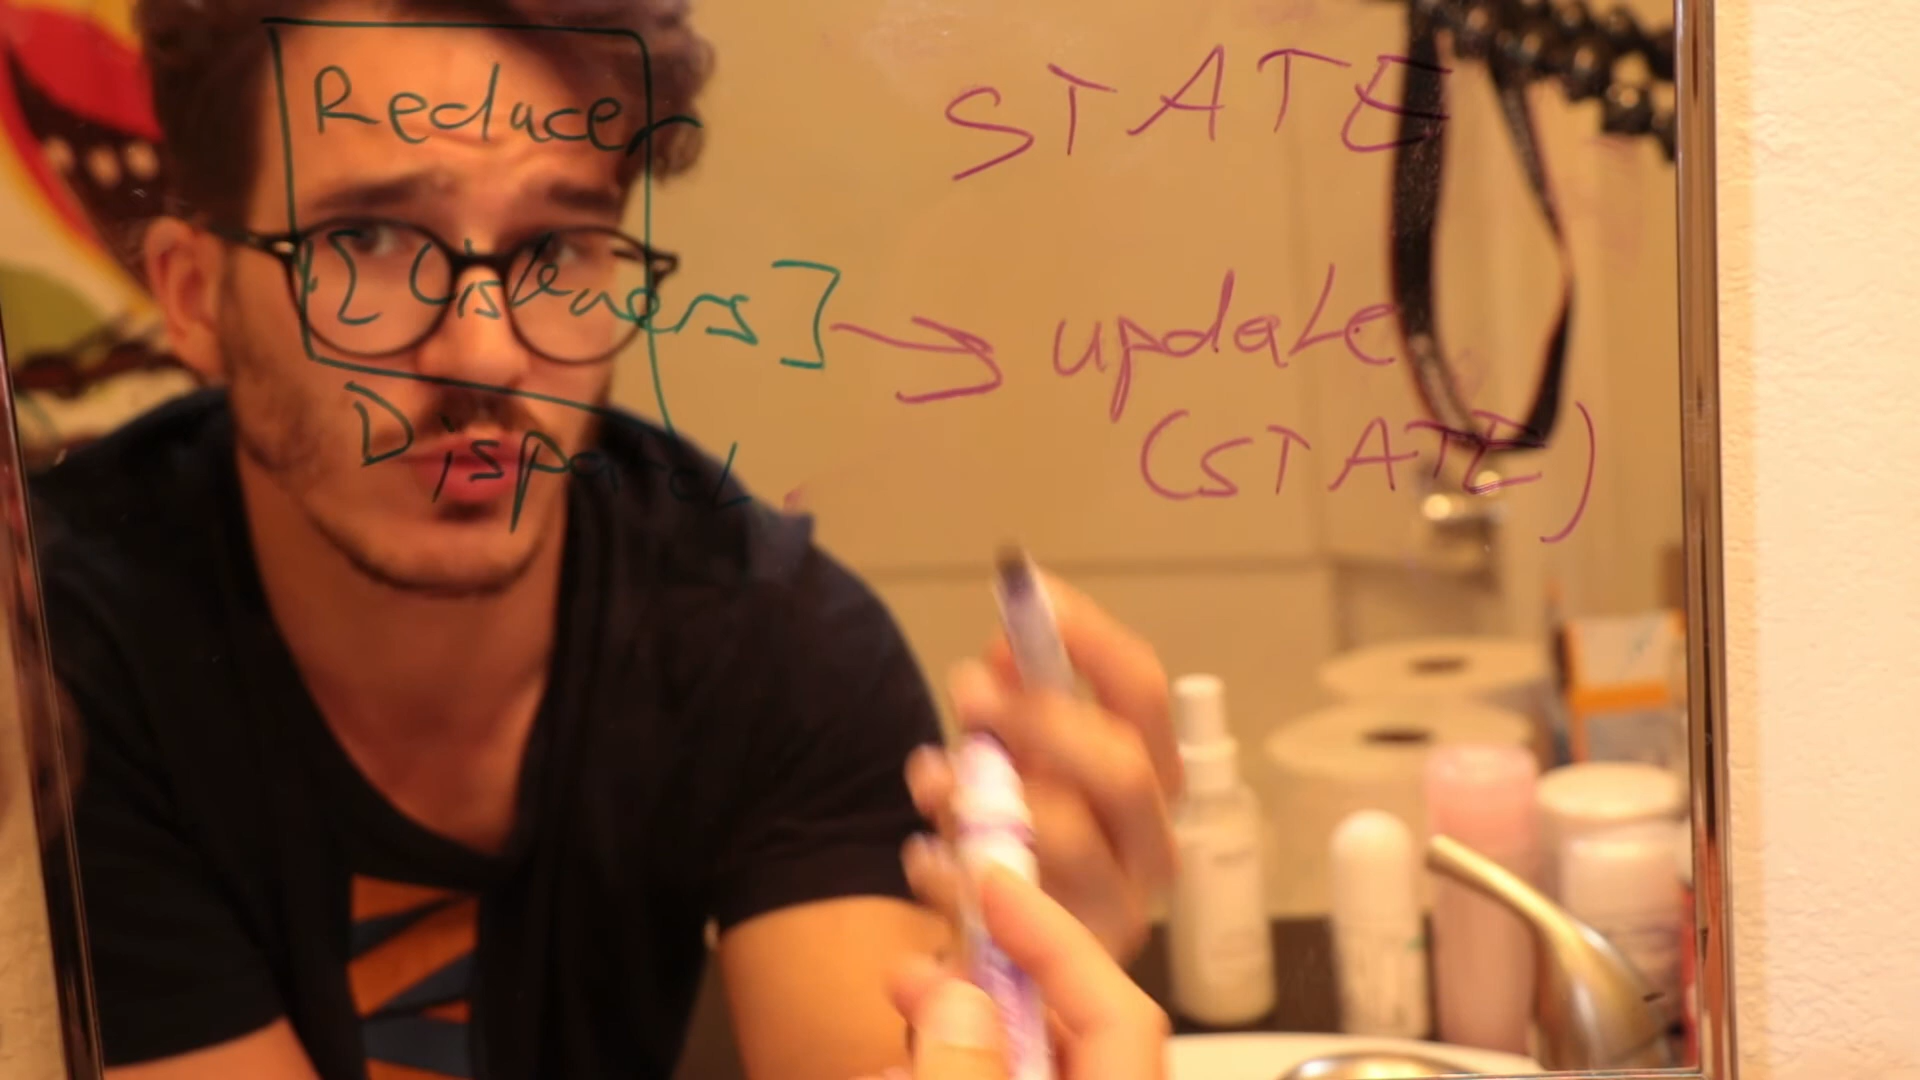 Reducer
STATE
[Listeners] → update
(STATE)
Dispatch